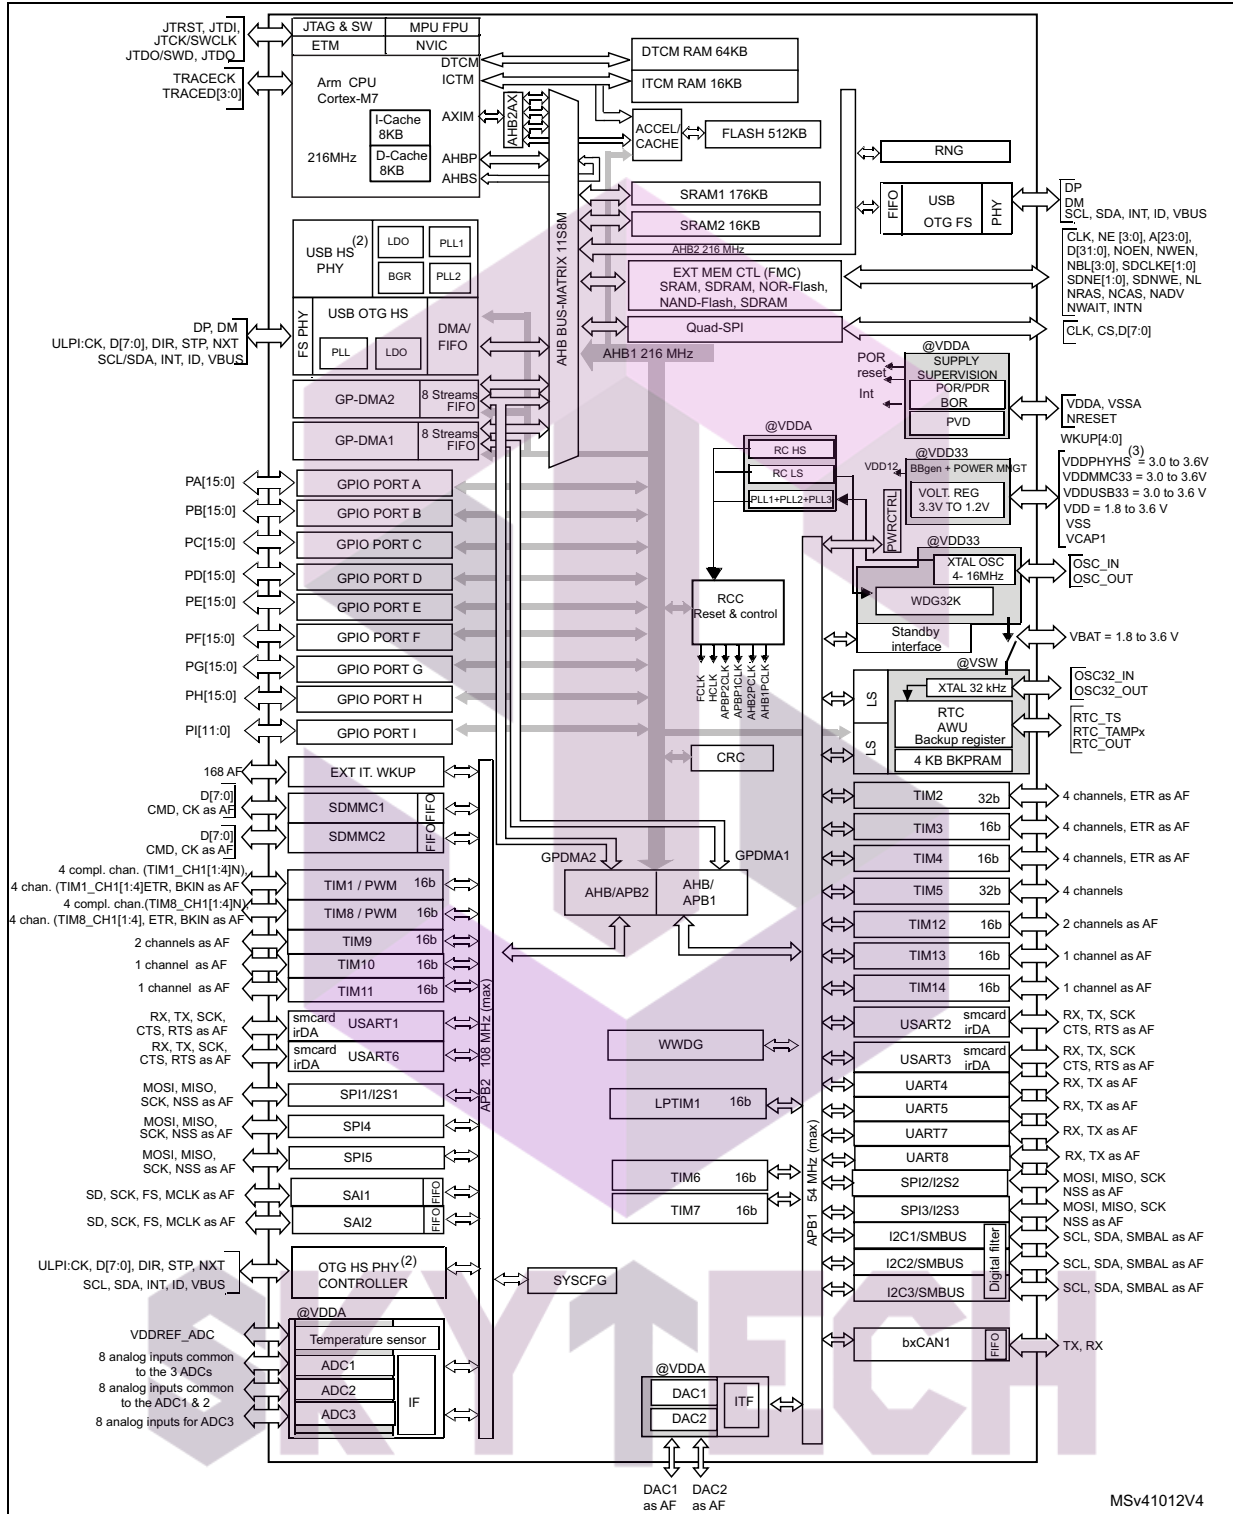 JTRST, JTDI,
JTCK/SWCLK
JTDO/SWD, JTDO
TRACECK
TRACED[3:0]
JTAG & SW
MPU FPU
ETM
NVIC
DTCM
ICTM
Arm CPU
Cortex-M7
AXIM
I-Cache
8KB
216MHz
D-Cache
8KB
AHBP
AHBS
AHB2AX
AHB BUS-MATRIX 11S8M
DTCM RAM 64KB
ITCM RAM 16KB
ACCEL/
CACHE
FLASH 512KB
SRAM1 176KB
SRAM2 16KB
AHB2 216 MHz
EXT MEM CTL (FMC)
SRAM, SDRAM, NOR-Flash,
NAND-Flash, SDRAM
Quad-SPI
AHB1 216 MHz
RNG
FIFO
USB
OTG FS
PHY
DP
DM
SCL, SDA, INT, ID, VBUS
CLK, NE [3:0], A[23:0],
D[31:0], NOEN, NWEN,
NBL[3:0], SDCLKE[1:0]
SDNE[1:0], SDNWE, NL
NRAS, NCAS, NADV
NWAIT, INTN
CLK, CS,D[7:0]
USB HS(2)
PHY
LDO
PLL1
BGR
PLL2
DP, DM
ULPI:CK, D[7:0], DIR, STP, NXT
SCL/SDA, INT, ID, VBUS
FS PHY
USB OTG HS
PLL
LDO
DMA/
FIFO
GP-DMA2
8 Streams
FIFO
GP-DMA1
8 Streams
FIFO
PA[15:0]
GPIO PORT A
PB[15:0]
GPIO PORT B
PC[15:0]
GPIO PORT C
PD[15:0]
GPIO PORT D
PE[15:0]
GPIO PORT E
PF[15:0]
GPIO PORT F
PG[15:0]
GPIO PORT G
PH[15:0]
GPIO PORT H
PI[11:0]
GPIO PORT I
@VDDA
POR
reset
Int
SUPPLY
SUPERVISION
POR/PDR
BOR
PVD
VDDA, VSSA
NRESET
WKUP[4:0]
@VDDA
RC HS
RC LS
PLL1+PLL2+PLL3
@VDD33
VDD12
BBgen + POWER MNGT
VOLT. REG
3.3V TO 1.2V
PWRCTRL
VDDPHYHS(3) = 3.0 to 3.6V
VDDMMC33 = 3.0 to 3.6V
VDDUSB33 = 3.0 to 3.6 V
VDD = 1.8 to 3.6 V
VSS
VCAP1
@VDD33
XTAL OSC
4- 16MHz
WDG32K
OSC_IN
OSC_OUT
Standby
interface
VBAT = 1.8 to 3.6 V
RCC
Reset & control
FCLK
HCLK
APBP2CLK
APBP1CLK
AHB2PCLK
AHB1PCLK
@VSW
LS
LS
XTAL 32 kHz
RTC
AWU
Backup register
4 KB BKPRAM
OSC32_IN
OSC32_OUT
RTC_TS
RTC_TAMPx
RTC_OUT
CRC
168 AF
EXT IT. WKUP
D[7:0]
CMD, CK as AF
SDMMC1
FIFO
D[7:0]
CMD, CK as AF
SDMMC2
FIFO
4 compl. chan. (TIM1_CH1[1:4]N),
4 chan. (TIM1_CH1[1:4]ETR, BKIN as AF
TIM1 / PWM 16b
4 compl. chan.(TIM8_CH1[1:4]N),
4 chan. (TIM8_CH1[1:4], ETR, BKIN as AF
TIM8 / PWM 16b
2 channels as AF
TIM9 16b
1 channel as AF
TIM10 16b
1 channel as AF
TIM11 16b
RX, TX, SCK,
CTS, RTS as AF
smcard
irDA
USART1
RX, TX, SCK,
CTS, RTS as AF
smcard
irDA
USART6
MOSI, MISO,
SCK, NSS as AF
SPI1/I2S1
MOSI, MISO,
SCK, NSS as AF
SPI4
MOSI, MISO,
SCK, NSS as AF
SPI5
SD, SCK, FS, MCLK as AF
SAI1
FIFO
SD, SCK, FS, MCLK as AF
SAI2
FIFO
ULPI:CK, D[7:0], DIR, STP, NXT
SCL, SDA, INT, ID, VBUS
OTG HS PHY(2)
CONTROLLER
@VDDA
VDDREF_ADC
Temperature sensor
8 analog inputs common
to the 3 ADCs
ADC1
8 analog inputs common
to the ADC1 & 2
ADC2
8 analog inputs for ADC3
ADC3
IF
APB2 108 MHz (max)
SYSCFG
GPDMA2
GPDMA1
AHB/APB2
AHB/
APB1
WWDG
LPTIM1 16b
TIM6 16b
TIM7 16b
APB1 54 MHz (max)
@VDDA
DAC1
DAC2
ITF
DAC1
as AF
DAC2
as AF
TIM2 32b
4 channels, ETR as AF
TIM3 16b
4 channels, ETR as AF
TIM4 16b
4 channels, ETR as AF
TIM5 32b
4 channels
TIM12 16b
2 channels as AF
TIM13 16b
1 channel as AF
TIM14 16b
1 channel as AF
USART2
smcard
irDA
RX, TX, SCK
CTS, RTS as AF
USART3
smcard
irDA
RX, TX, SCK
CTS, RTS as AF
UART4
RX, TX as AF
UART5
RX, TX as AF
UART7
RX, TX as AF
UART8
RX, TX as AF
SPI2/I2S2
MOSI, MISO, SCK
NSS as AF
SPI3/I2S3
MOSI, MISO, SCK
NSS as AF
I2C1/SMBUS
SCL, SDA, SMBAL as AF
I2C2/SMBUS
SCL, SDA, SMBAL as AF
I2C3/SMBUS
SCL, SDA, SMBAL as AF
Digital filter
bxCAN1
FIFO
TX, RX
SKYTECH
MSv41012V4